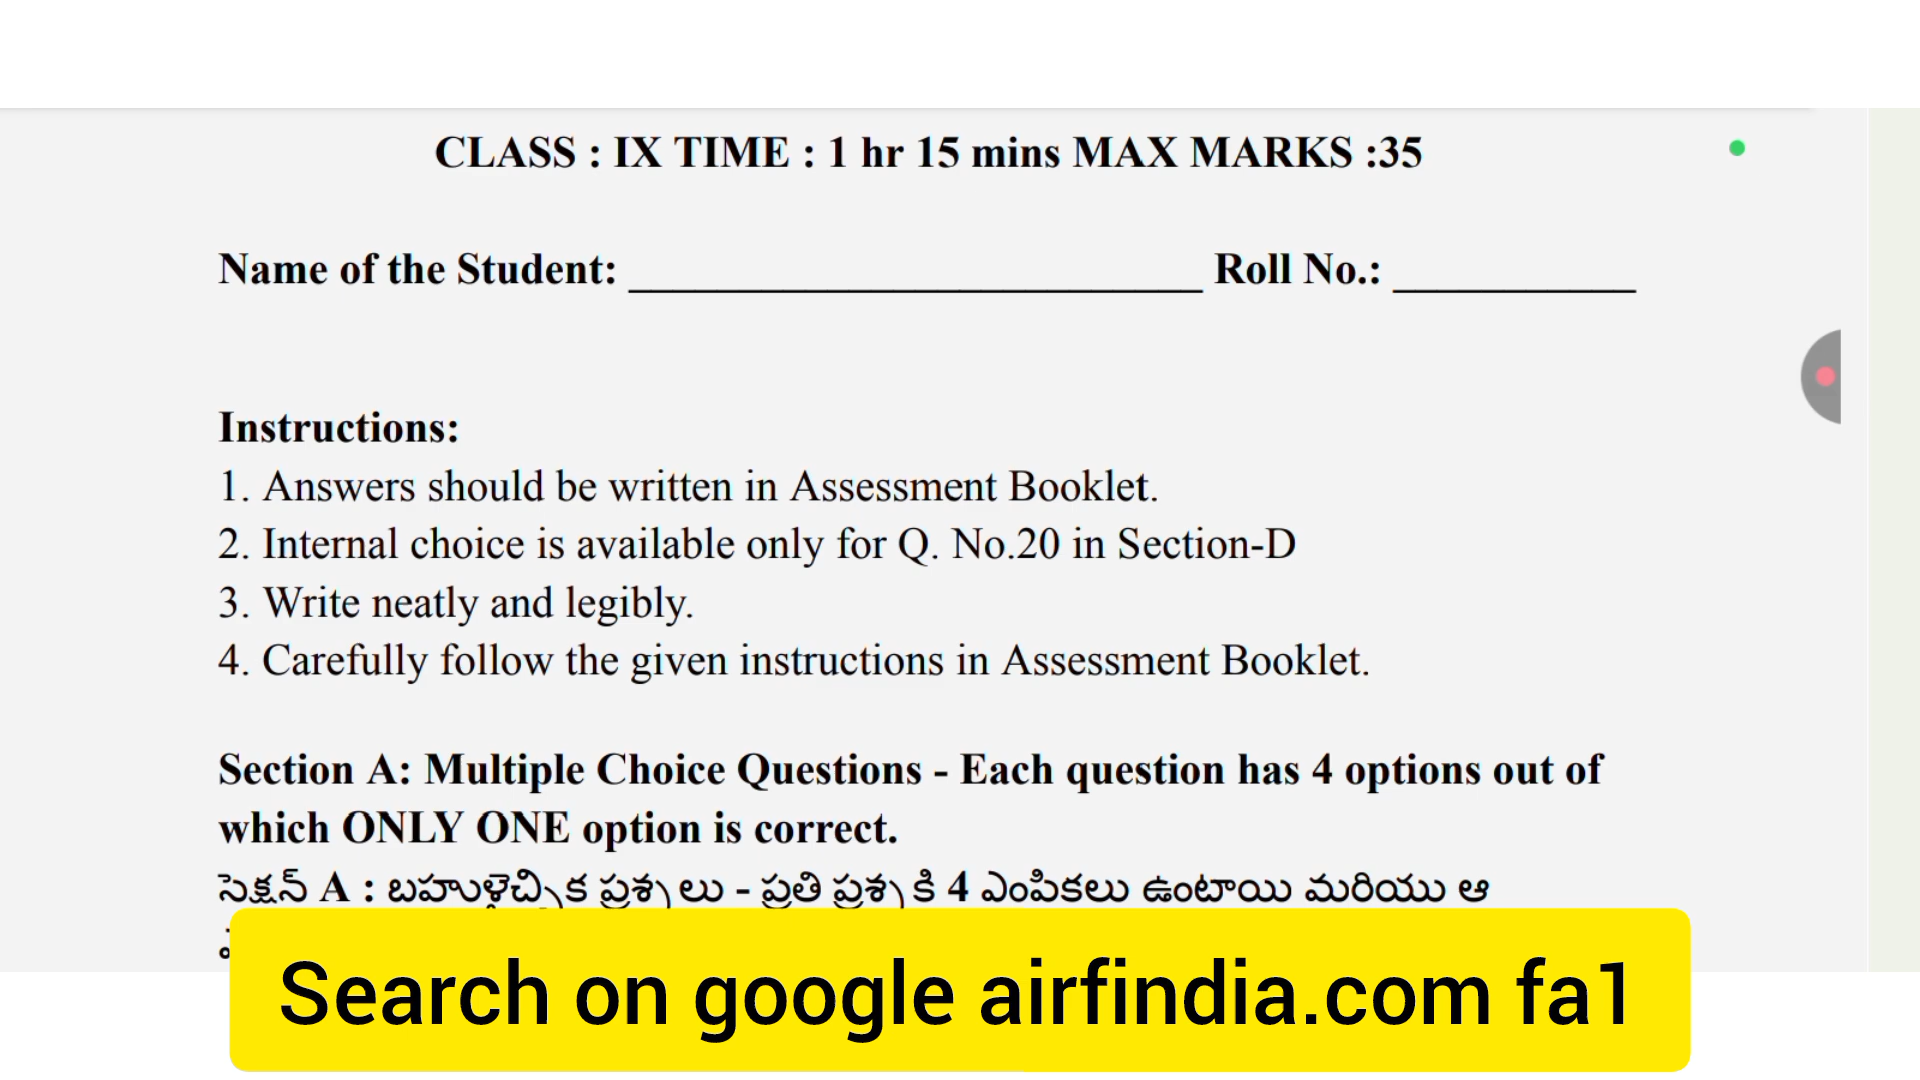 CLASS : IX TIME : 1 hr 15 mins MAX MARKS :35
Name of the Student: __________________________ Roll No.: ___________
Instructions:
1. Answers should be written in Assessment Booklet.
2. Internal choice is available only for Q. No.20 in Section-D
3. Write neatly and legibly.
4. Carefully follow the given instructions in Assessment Booklet.
Section A: Multiple Choice Questions - Each question has 4 options out of
which ONLY ONE option is correct.
సెక్షన్ A : బహుళైచ్ఛిక ప్రశ్నలు - ప్రతి ప్రశ్నకి 4 ఎంపికలు ఉంటాయి మరియు ఆ
Search on google airfindia.com fa1